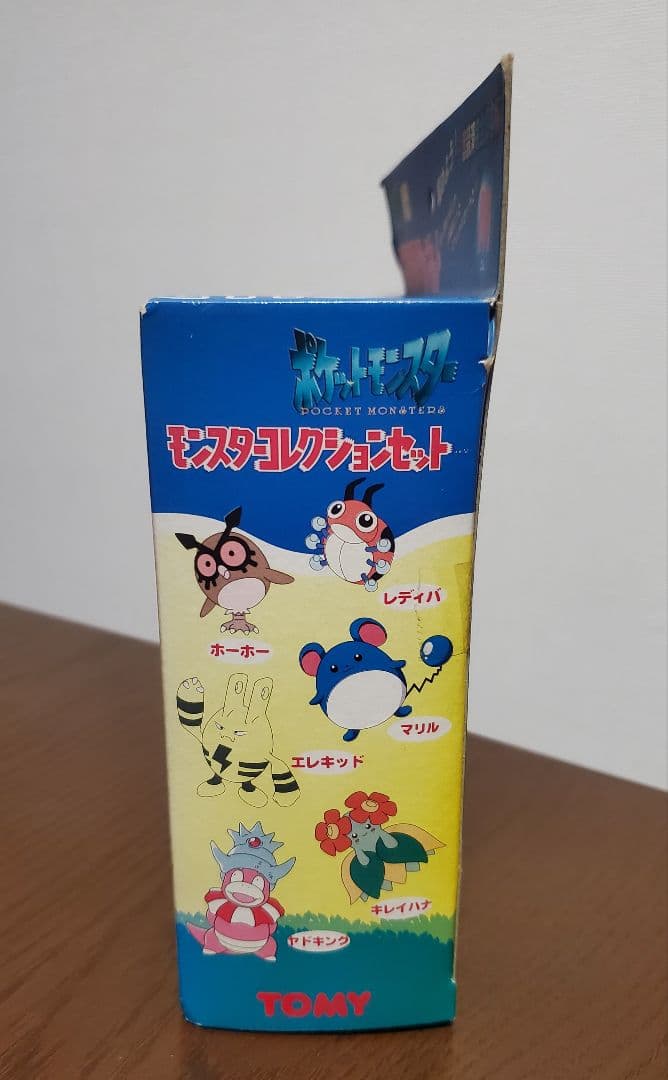 ポケットモンスター
POCKET MONSTERS
モンスターコレクションセット
レディバ
ホーホー
マリル
エレキッド
キレイハナ
ヤドキング
TOMY